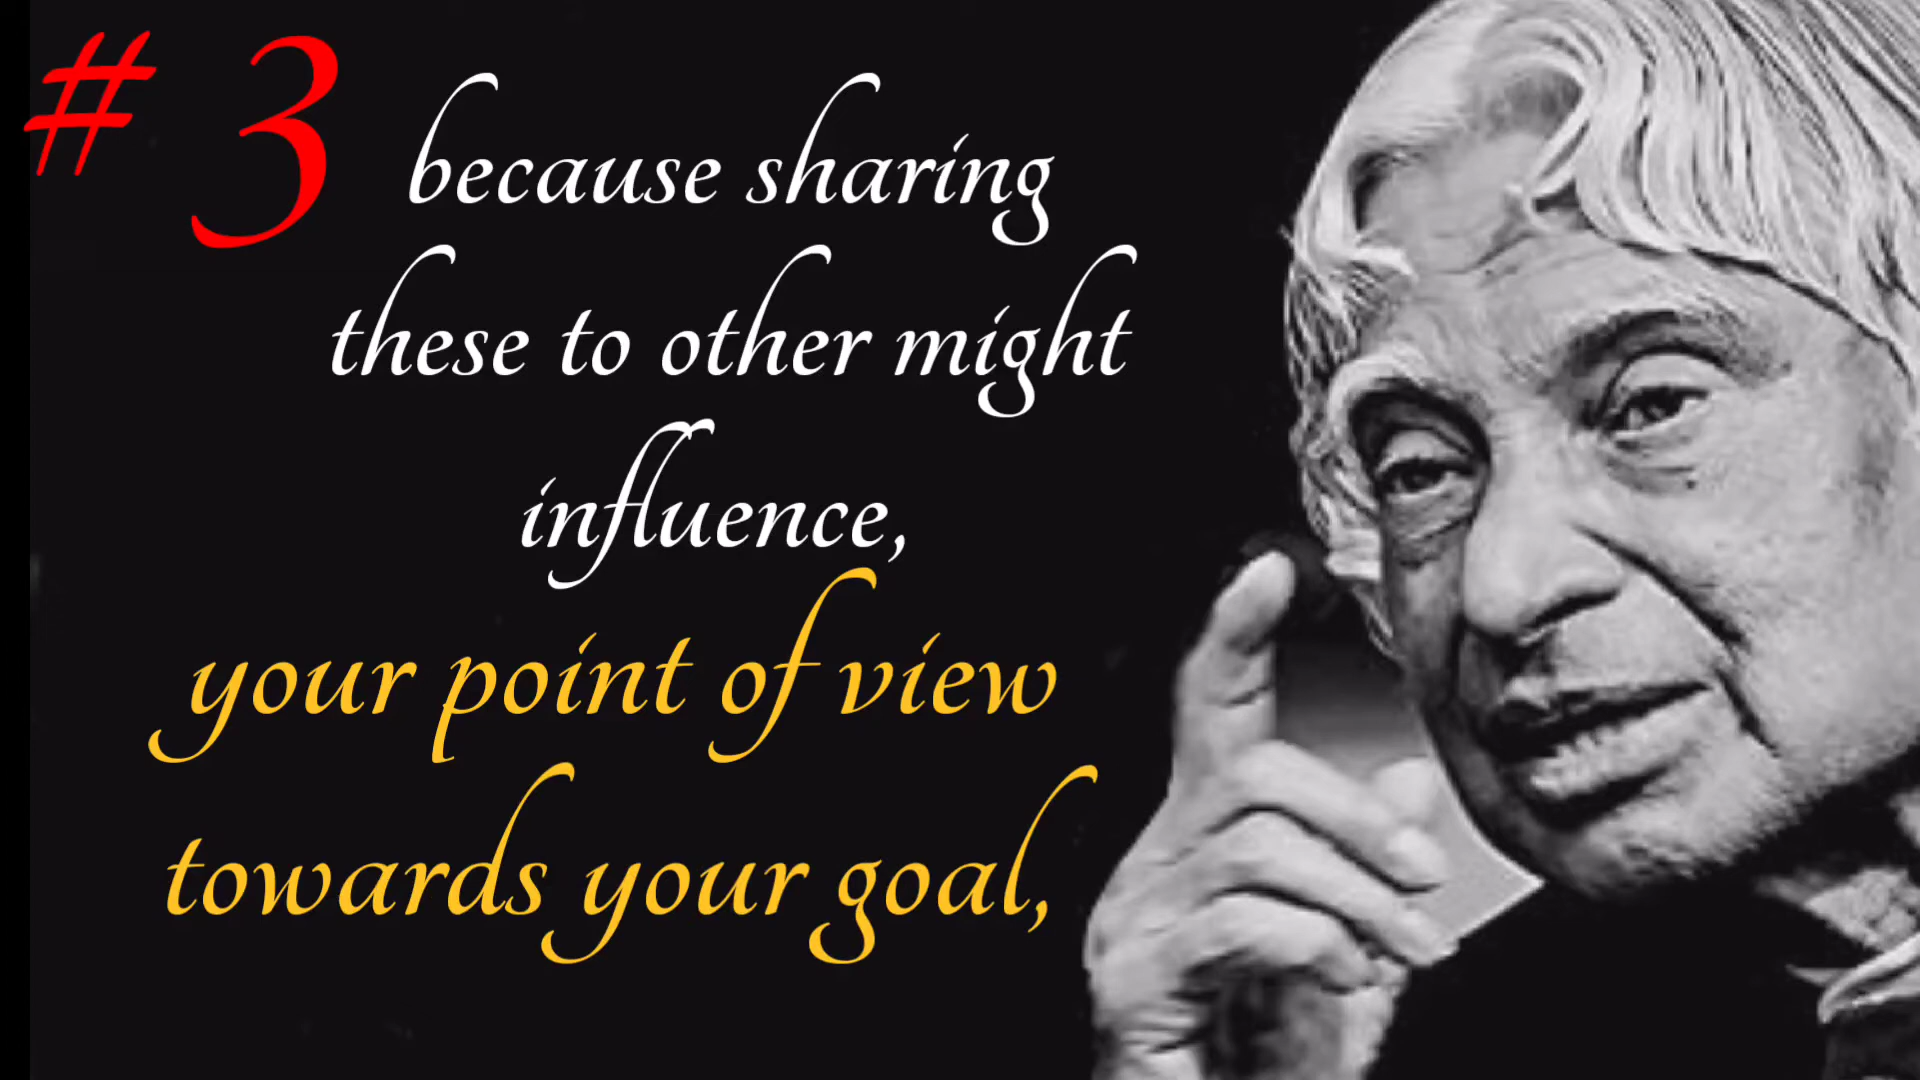 # 3
because sharing
these to other might
influence,
your point of view
towards your goal,